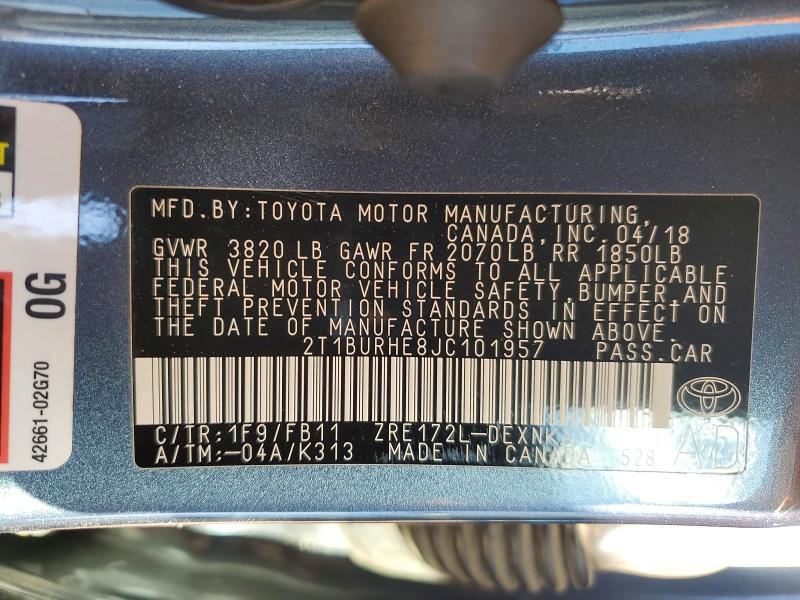 MFD.BY:TOYOTA MOTOR MANUFACTURING,
CANADA,INC.04/18
GVWR 3820 LB GAWR FR 2070LB RR 1850LB
THIS VEHICLE CONFORMS TO ALL APPLICABLE
FEDERAL MOTOR VEHICLE SAFETY,BUMPER,AND
THEFT PREVENTION STANDARDS IN EFFECT ON
THE DATE OF MANUFACTURE SHOWN ABOVE.
2T1BURHE8JC101957 PASS.CAR
C/TR:1F9/FB11 ZRE172L-DEXNK
A/TM:-04A/K313 MADE IN CANADA 528
AD
0G
42661-02G70